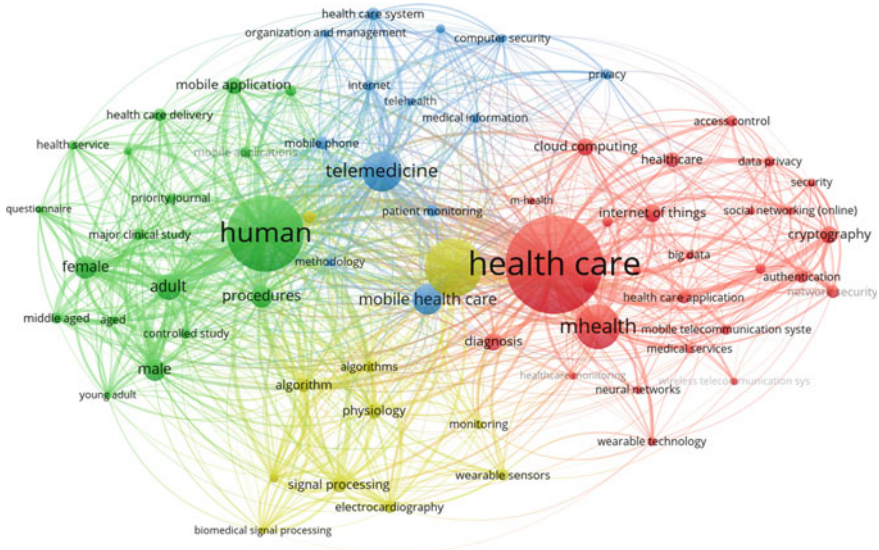 health care system
organization and management
computer security
privacy
mobile application
internet
telehealth
health care delivery
medical information
access control
health service
mobile phone
mobile applications
cloud computing
healthcare
data privacy
telemedicine
security
priority journal
m-health
questionnaire
patient monitoring
internet of things
social networking (online)
major clinical study
human
cryptography
methodology
health care
big data
female
adult
procedures
mobile health care
authentication
health care application
network security
middle aged
aged
controlled study
mhealth
mobile telecommunication syste
diagnosis
medical services
male
algorithms
healthcare monitoring
wireless telecommunication sys
young adult
algorithm
neural networks
physiology
monitoring
wearable technology
signal processing
wearable sensors
electrocardiography
biomedical signal processing